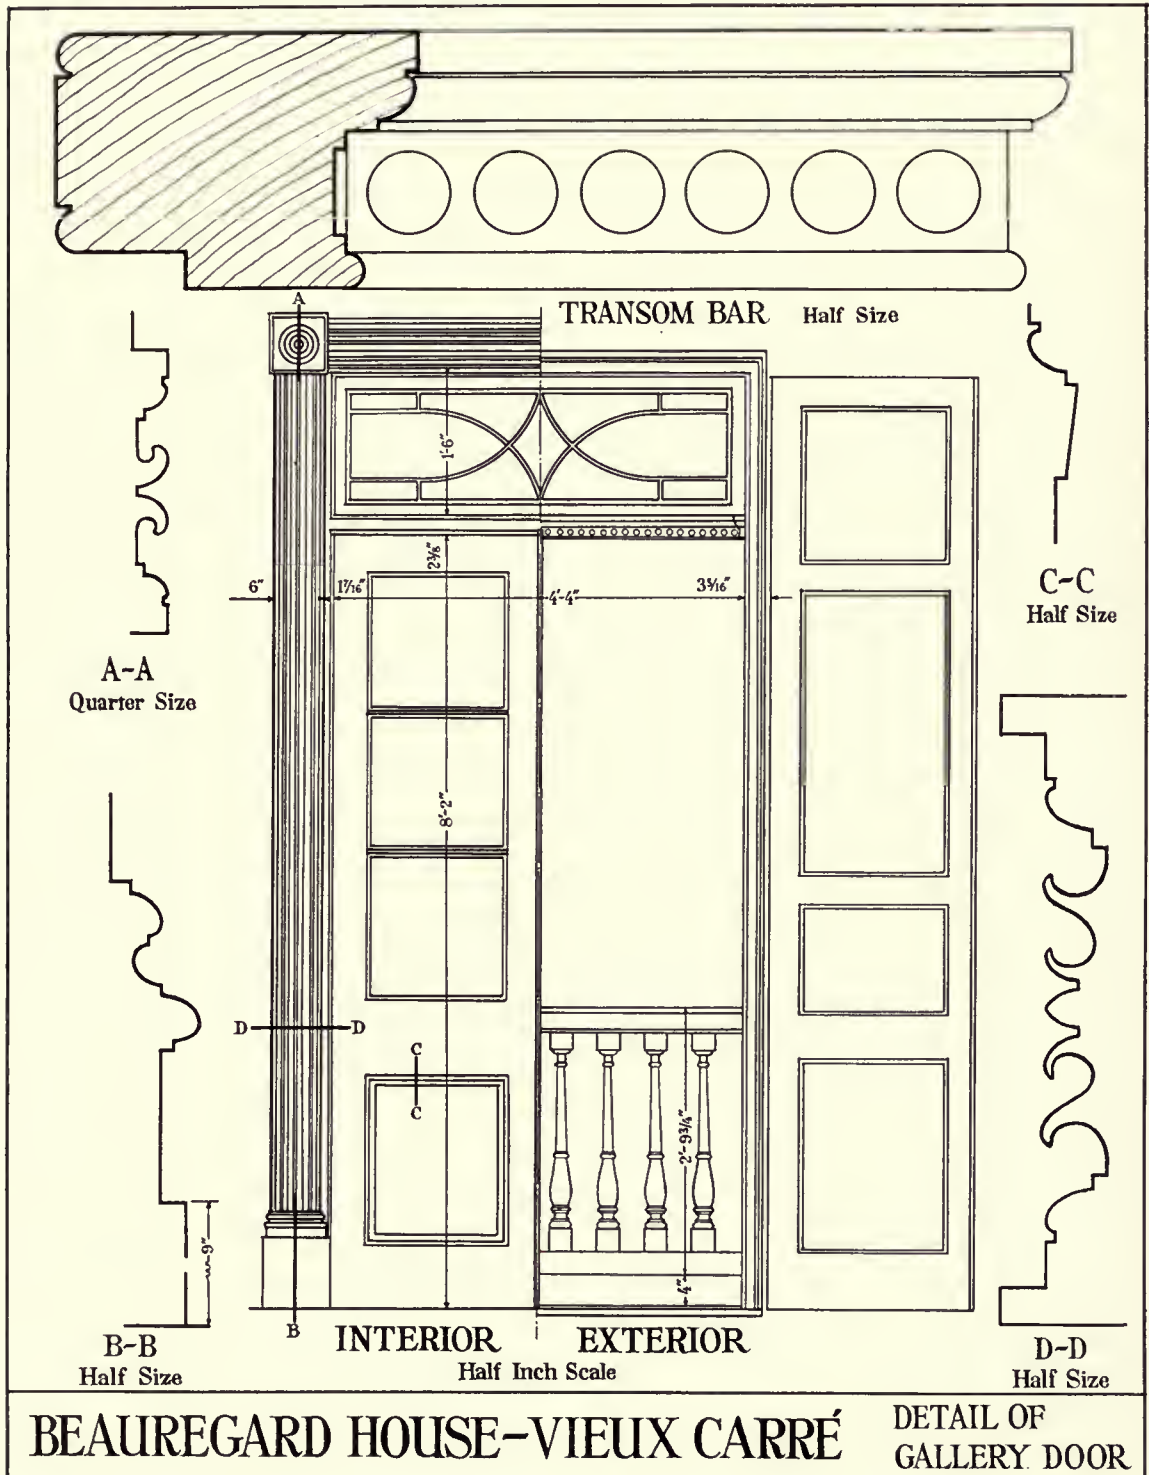 TRANSOM BAR Half Size
A
1'-6"
2⅜"
6"
1⁷⁄₁₆"
4'-4"
3⁵⁄₁₆"
C-C
Half Size
A-A
Quarter Size
8'-2"
D
D
C
C
2'-9¾"
4"
B
B-B
Half Size
INTERIOR
EXTERIOR
Half Inch Scale
D-D
Half Size
BEAUREGARD HOUSE-VIEUX CARRÉ
DETAIL OF
GALLERY DOOR